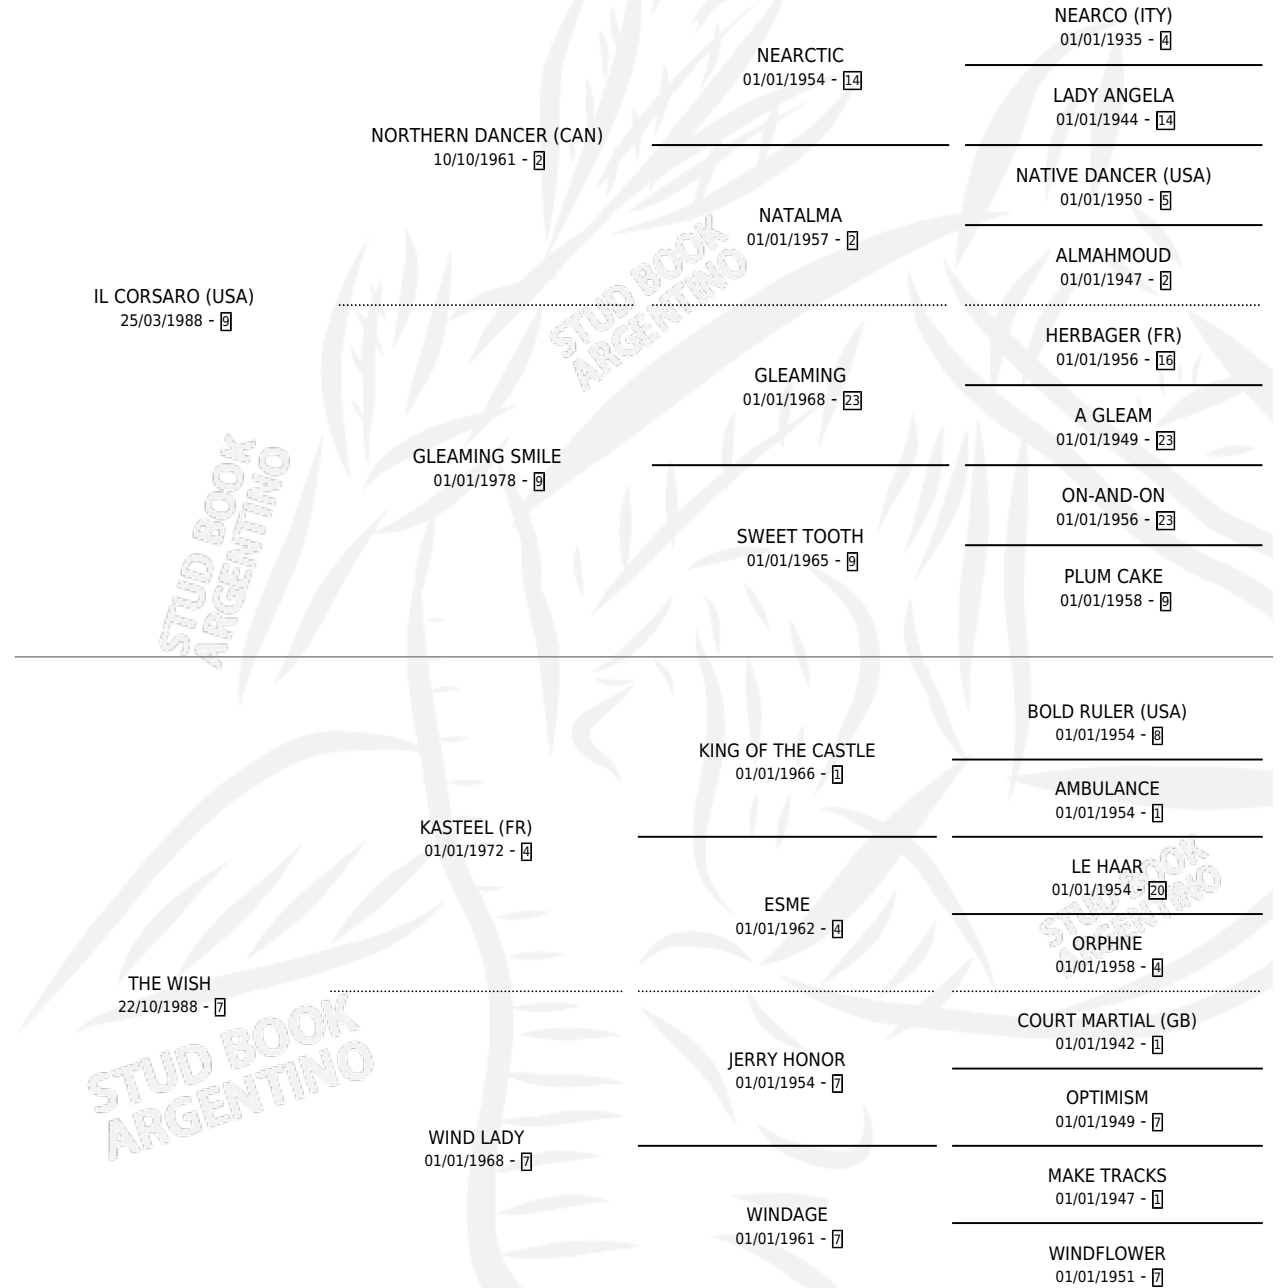 NEARCO (ITY)
01/01/1935 - 4
NEARCTIC
01/01/1954 - 14
LADY ANGELA
01/01/1944 - 14
NORTHERN DANCER (CAN)
10/10/1961 - 2
NATIVE DANCER (USA)
01/01/1950 - 5
NATALMA
01/01/1957 - 2
ALMAHMOUD
01/01/1947 - 2
IL CORSARO (USA)
25/03/1988 - 9
STUD BOOK
ARGENTINO
HERBAGER (FR)
01/01/1956 - 16
GLEAMING
01/01/1968 - 23
A GLEAM
01/01/1949 - 23
GLEAMING SMILE
01/01/1978 - 9
ON-AND-ON
01/01/1956 - 23
SWEET TOOTH
01/01/1965 - 9
PLUM CAKE
01/01/1958 - 9
STUD BOOK
ARGENTINO
BOLD RULER (USA)
01/01/1954 - 8
KING OF THE CASTLE
01/01/1966 - 1
AMBULANCE
01/01/1954 - 1
KASTEEL (FR)
01/01/1972 - 4
LE HAAR
01/01/1954 - 20
ESME
01/01/1962 - 4
ORPHNE
01/01/1958 - 4
STUD BOOK
ARGENTINO
THE WISH
22/10/1988 - 7
COURT MARTIAL (GB)
01/01/1942 - 1
JERRY HONOR
01/01/1954 - 7
OPTIMISM
01/01/1949 - 7
STUD BOOK
ARGENTINO
WIND LADY
01/01/1968 - 7
MAKE TRACKS
01/01/1947 - 1
WINDAGE
01/01/1961 - 7
WINDFLOWER
01/01/1951 - 7